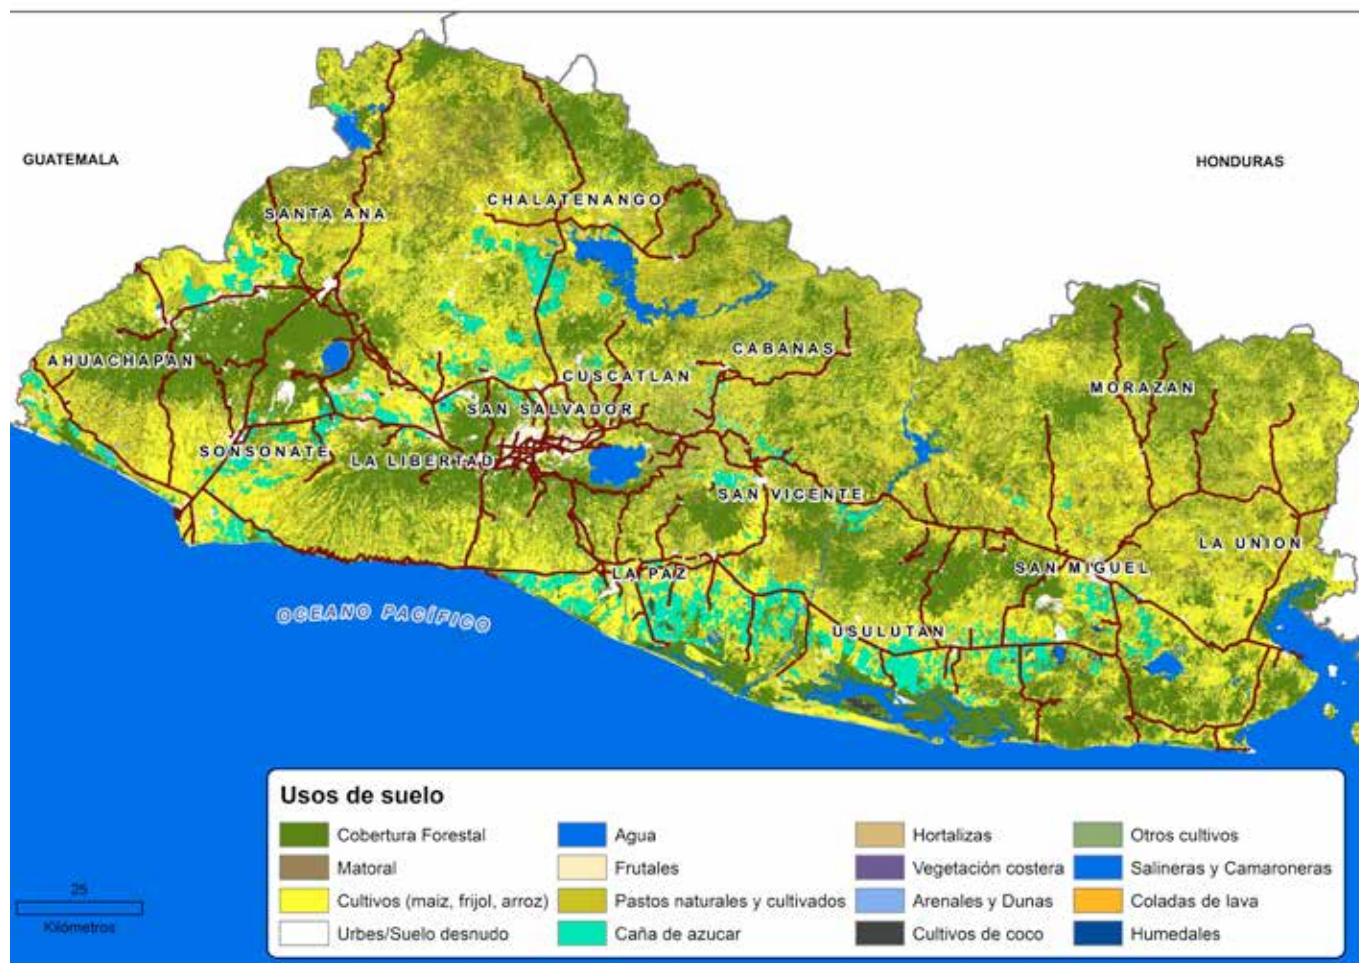 GUATEMALA
HONDURAS
CHALATENANGO
SANTA ANA
CABAÑAS
AHUACHAPAN
CUSCATLAN
MORAZAN
SAN SALVADOR
SONSONATE
LA LIBERTAD
SAN VICENTE
LA UNION
SAN MIGUEL
LA PAZ
OCEANO PACÍFICO
USULUTAN
Usos de suelo
Cobertura Forestal
Agua
Hortalizas
Otros cultivos
Matoral
Frutales
Vegetación costera
Salineras y Camaroneras
Cultivos (maiz, frijol, arroz)
Pastos naturales y cultivados
Arenales y Dunas
Coladas de lava
Urbes/Suelo desnudo
Caña de azucar
Cultivos de coco
Humedales
25
Kilómetros